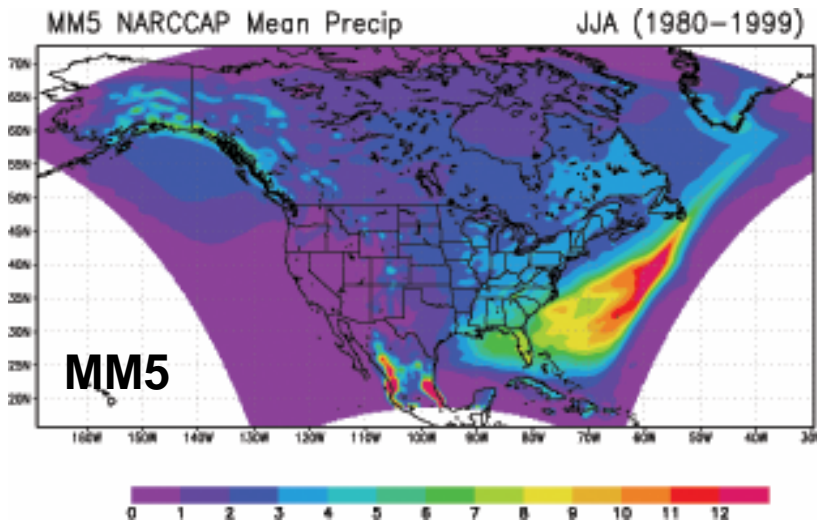 MM5 NARCCAP Mean Precip JJA (1980-1999)
70N
65N
60N
55N
50N
45N
40N
35N
30N
25N
20N
MM5
160W 150W 140W 130W 120W 110W 100W 90W 80W 70W 60W 50W 40W 30W
0 1 2 3 4 5 6 7 8 9 10 11 12